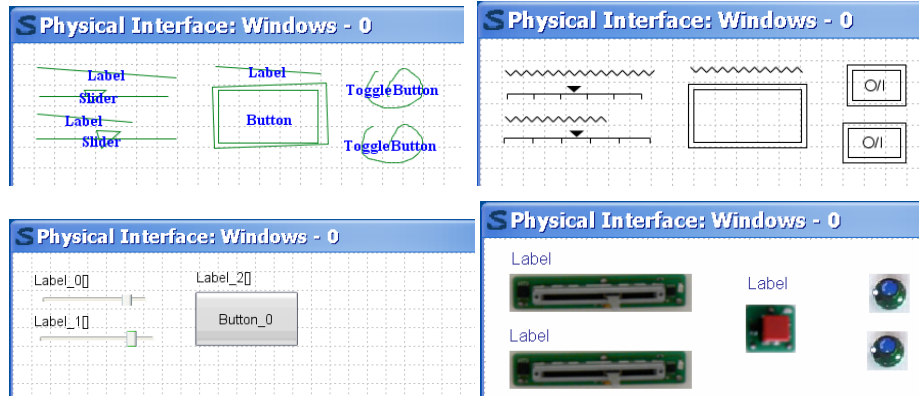 Physical Interface: Windows - 0
Label
Label
Slider
ToggleButton
Label
Button
Slider
ToggleButton
Physical Interface: Windows - 0
O/I
O/I
Physical Interface: Windows - 0
Label_0[]
Label_2[]
Label_1[]
Button_0
Physical Interface: Windows - 0
Label
Label
Label